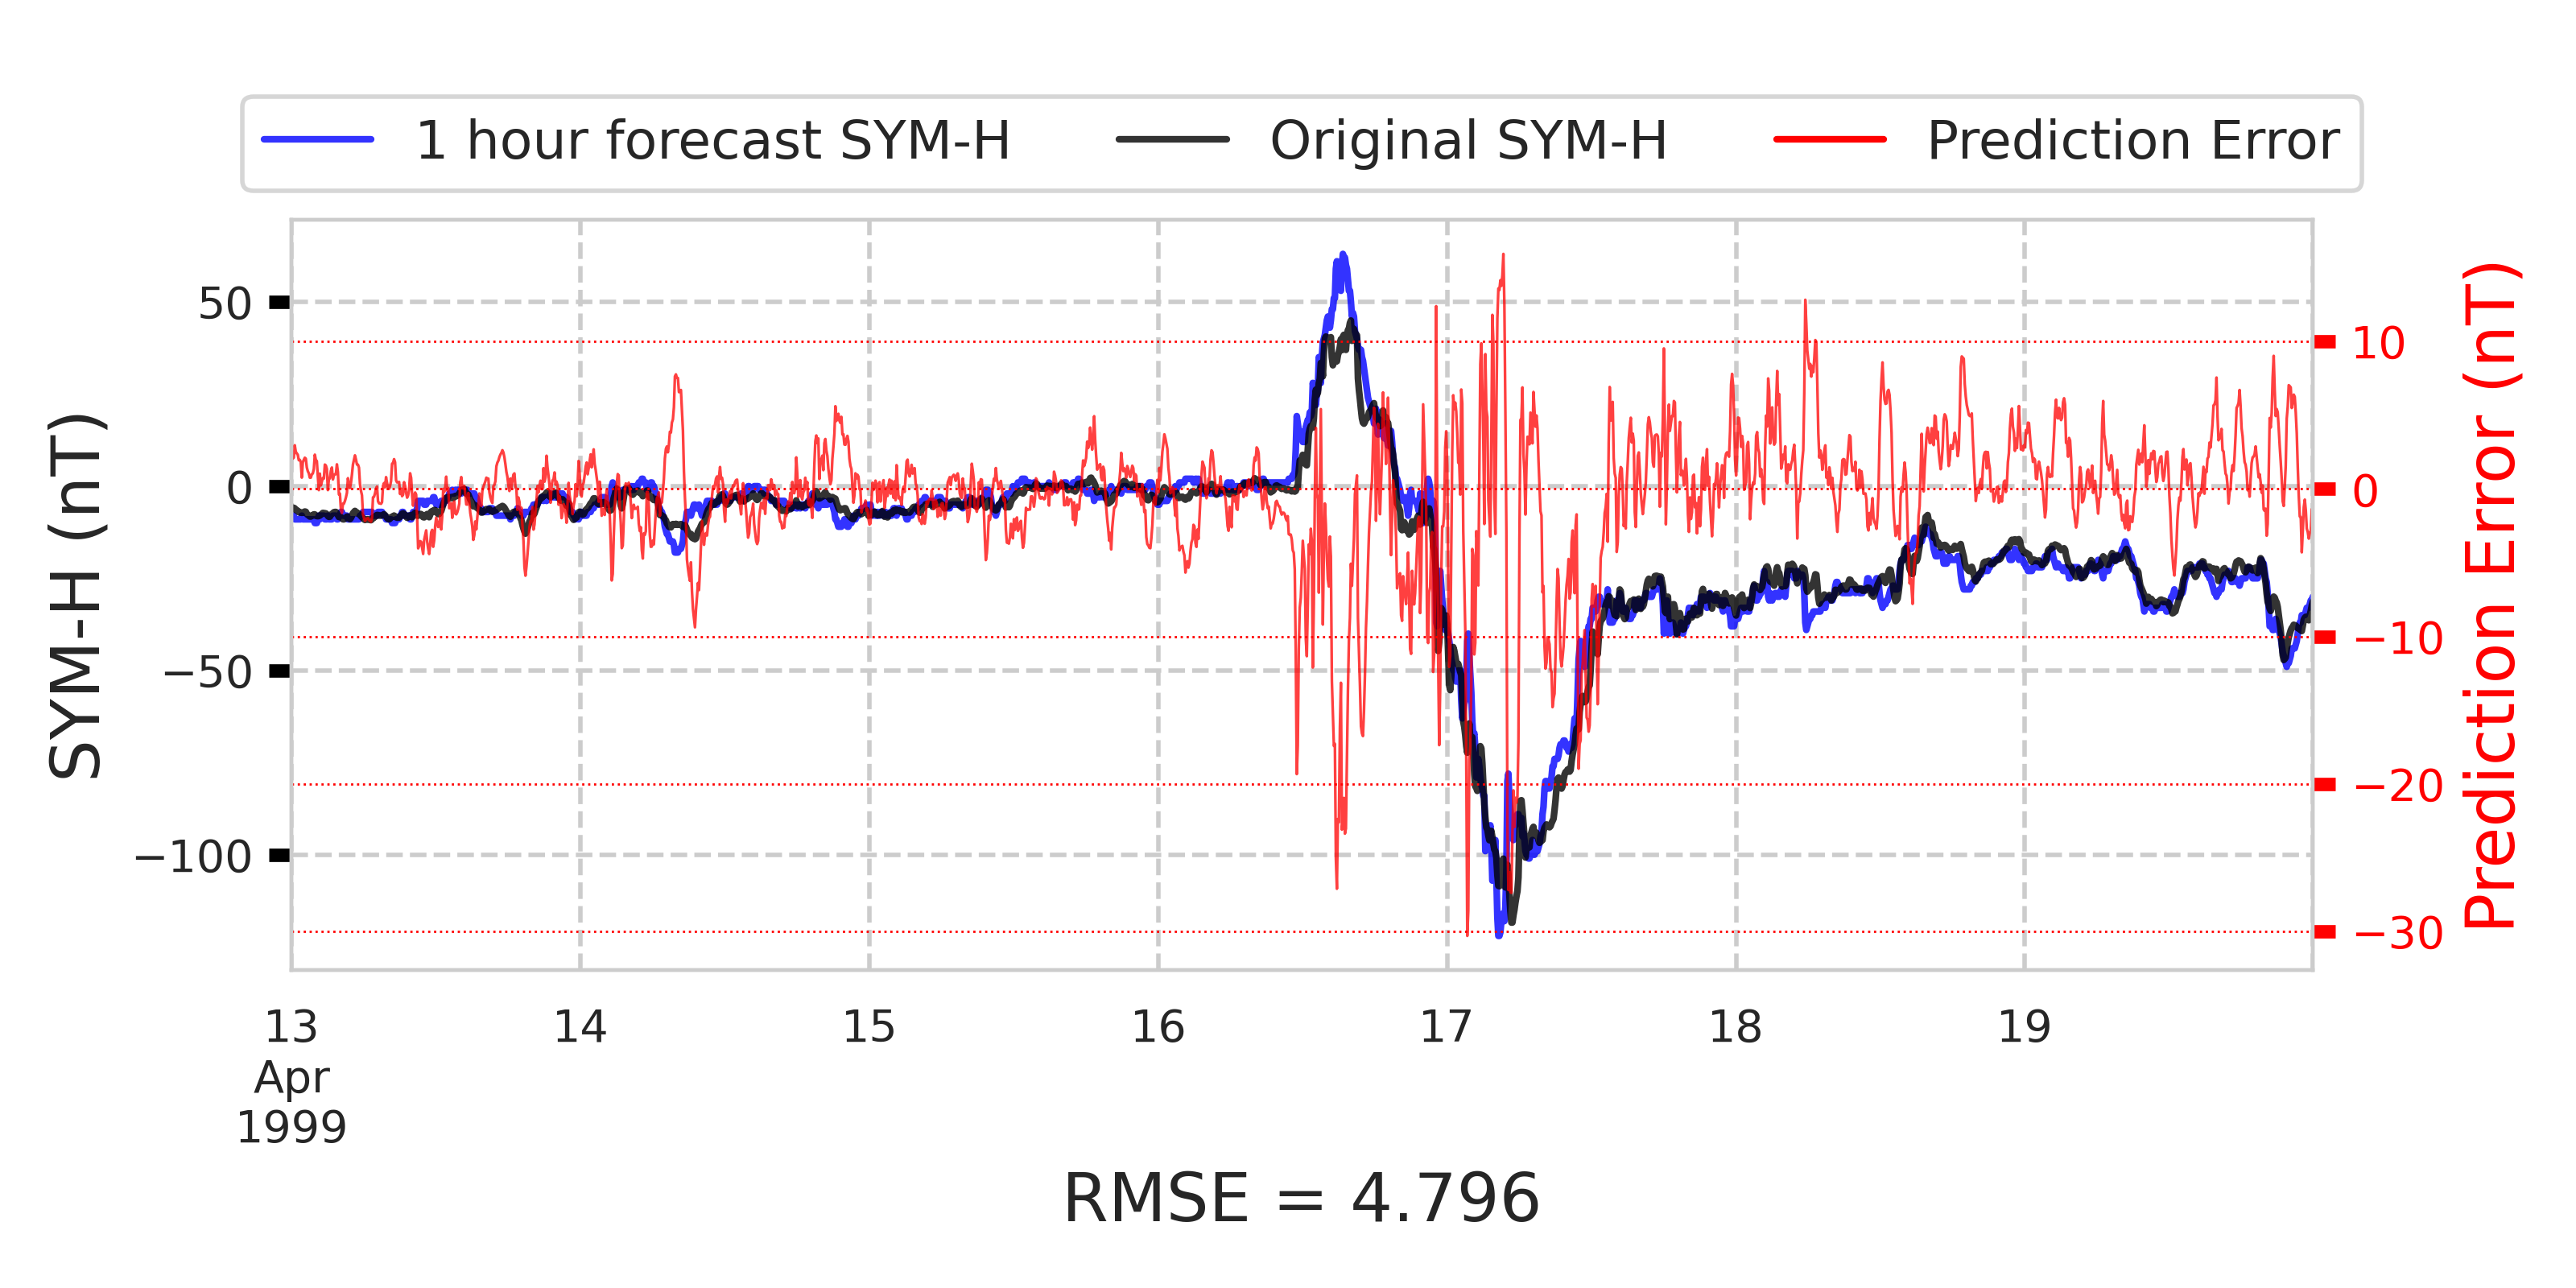 1 hour forecast SYM-H Original SYM-H Prediction Error
SYM-H (nT)
50
0
−50
−100
10
0
−10
−20
−30
Prediction Error (nT)
13 14 15 16 17 18 19
Apr
1999
RMSE = 4.796